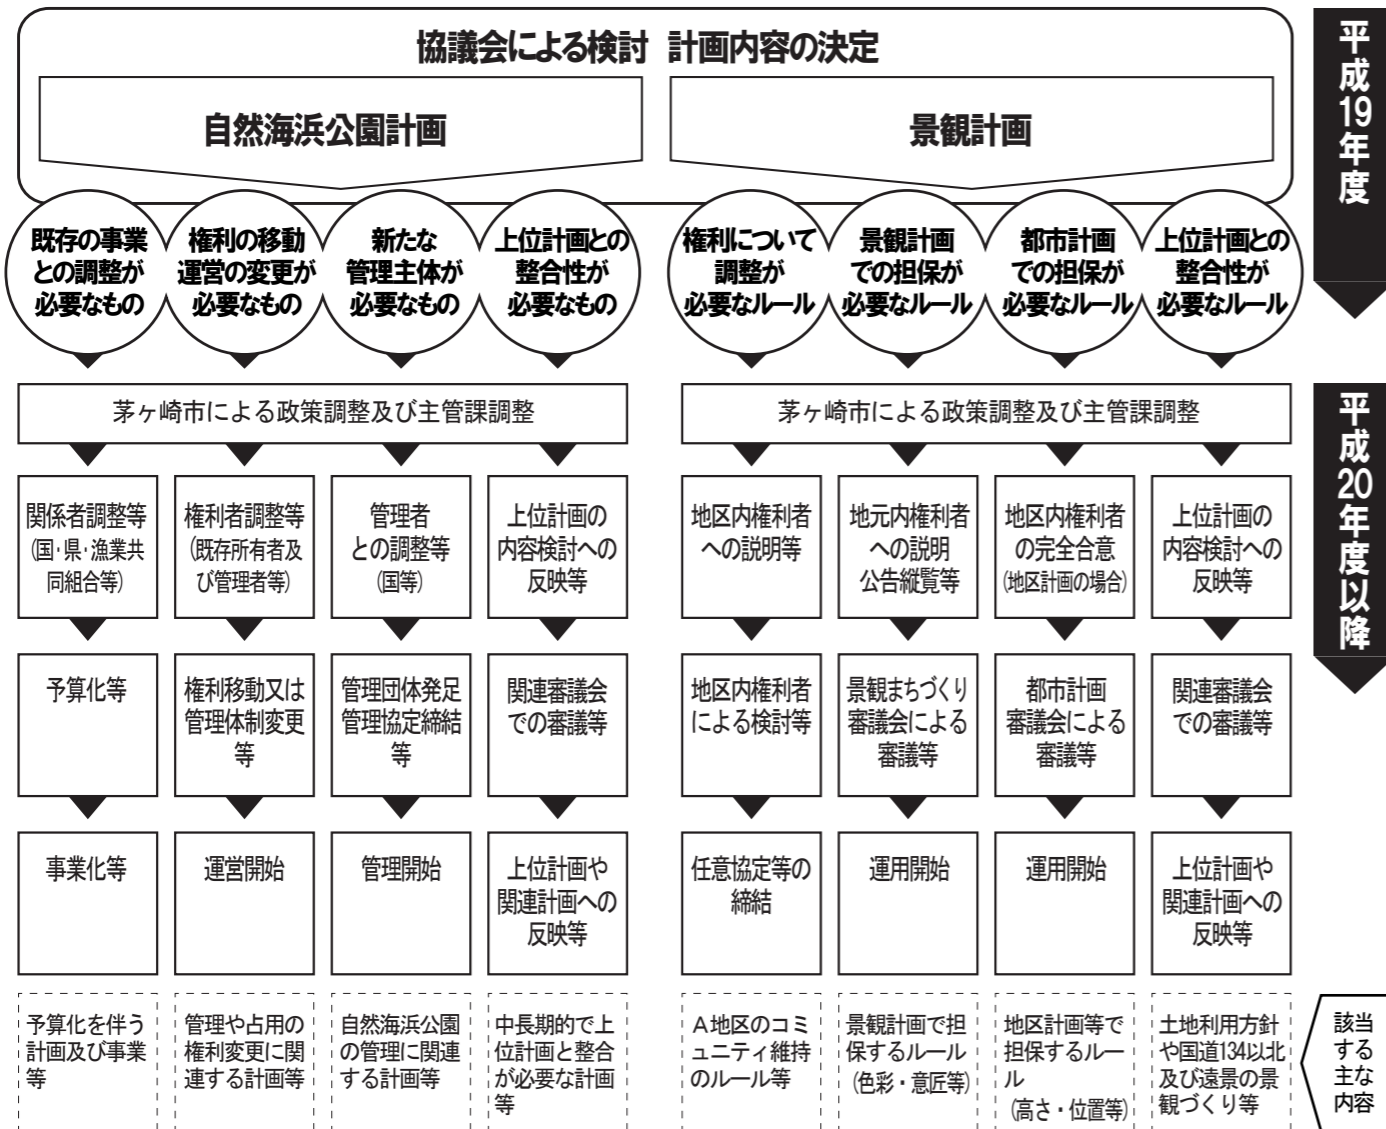 協議会による検討 計画内容の決定
自然海浜公園計画
景観計画
平成19年度
既存の事業
との調整が
必要なもの
権利の移動
運営の変更が
必要なもの
新たな
管理主体が
必要なもの
上位計画との
整合性が
必要なもの
権利について
調整が
必要なルール
景観計画
での担保が
必要なルール
都市計画
での担保が
必要なルール
上位計画との
整合性が
必要なルール
茅ヶ崎市による政策調整及び主管課調整
茅ヶ崎市による政策調整及び主管課調整
平成20年度以降
関係者調整等
(国・県・漁業共
同組合等)
権利者調整等
(既存所有者及
び管理者等)
管理者
との調整等
(国等)
上位計画の
内容検討への
反映等
地区内権利者
への説明等
地元内権利者
への説明
公告縦覧等
地区内権利者
の完全合意
(地区計画の場合)
上位計画の
内容検討への
反映等
予算化等
権利移動又は
管理体制変更
等
管理団体発足
管理協定締結
等
関連審議会
での審議等
地区内権利者
による検討等
景観まちづくり
審議会による
審議等
都市計画
審議会による
審議等
関連審議会
での審議等
事業化等
運営開始
管理開始
上位計画や
関連計画への
反映等
任意協定等の
締結
運用開始
運用開始
上位計画や
関連計画への
反映等
予算化を伴う
計画及び事業
等
管理や占用の
権利変更に関
連する計画等
自然海浜公園
の管理に関連
する計画等
中長期的で上
位計画と整合
が必要な計画
等
A地区のコミ
ュニティ維持
のルール等
景観計画で担
保するルール
(色彩・意匠等)
地区計画等で
担保するルー
ル
(高さ・位置等)
土地利用方針
や国道134以北
及び遠景の景
観づくり等
該当
する
主な
内容